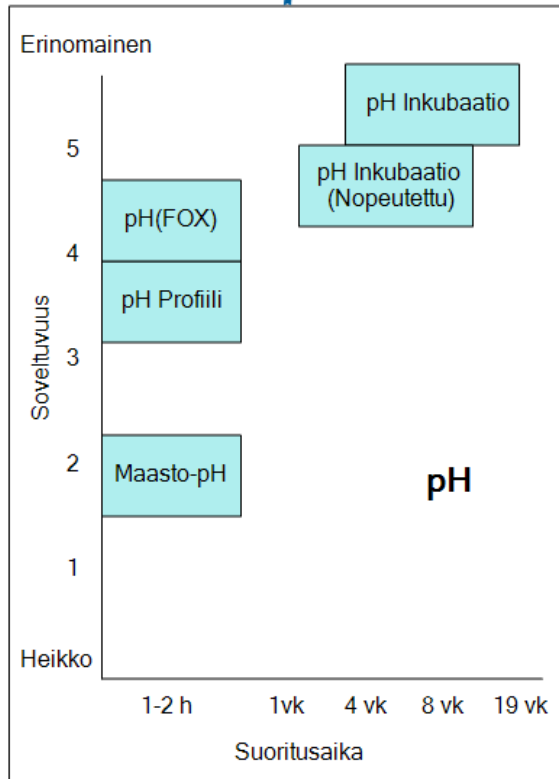 Erinomainen
pH Inkubaatio
5
pH Inkubaatio
(Nopeutettu)
pH(FOX)
4
pH Profiili
Soveltuvuus
3
2
Maasto-pH
pH
1
Heikko
1-2 h 1vk 4 vk 8 vk 19 vk
Suoritusaika